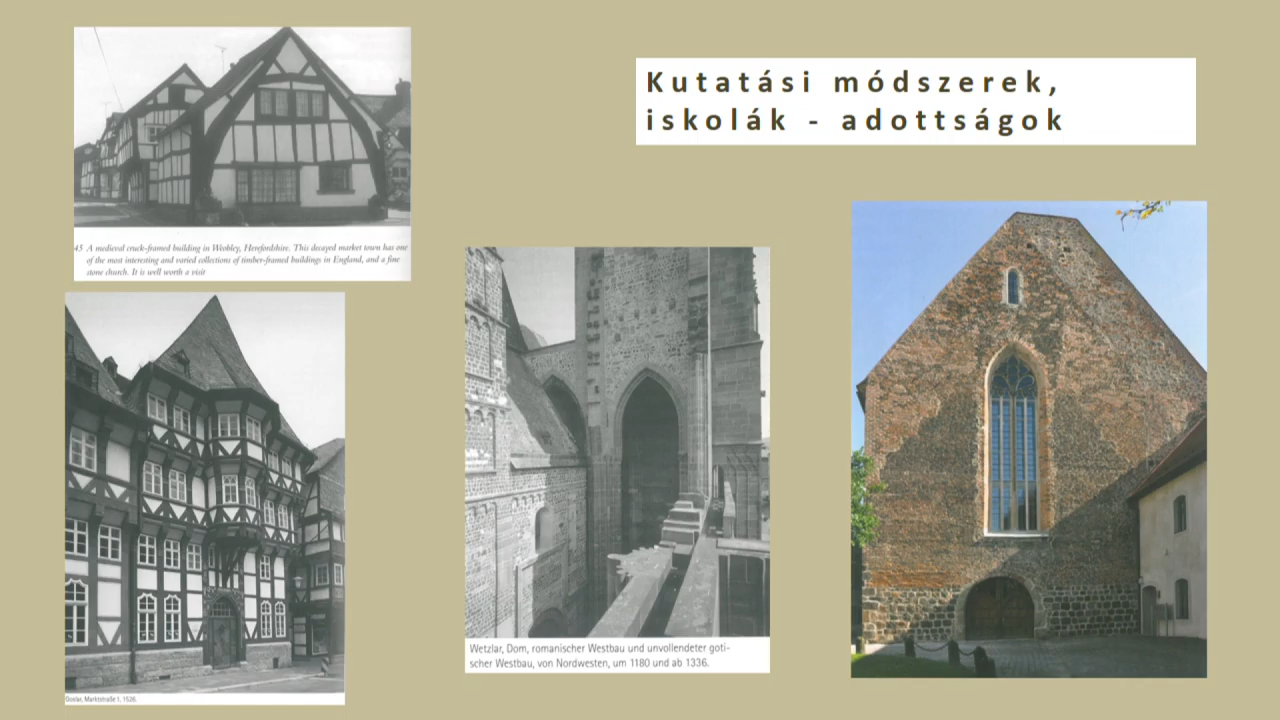 Kutatási módszerek,
iskolák - adottságok
45 A medieval cruck-framed building in Weobley, Herefordshire. This decayed market town has one
of the most interesting and varied collections of timber-framed buildings in England, and a fine
stone church. It is well worth a visit
Wetzlar, Dom, romanischer Westbau und unvollendeter goti-
scher Westbau, von Nordwesten, um 1180 und ab 1336.
Goslar, Marktstraße 1, 1526.